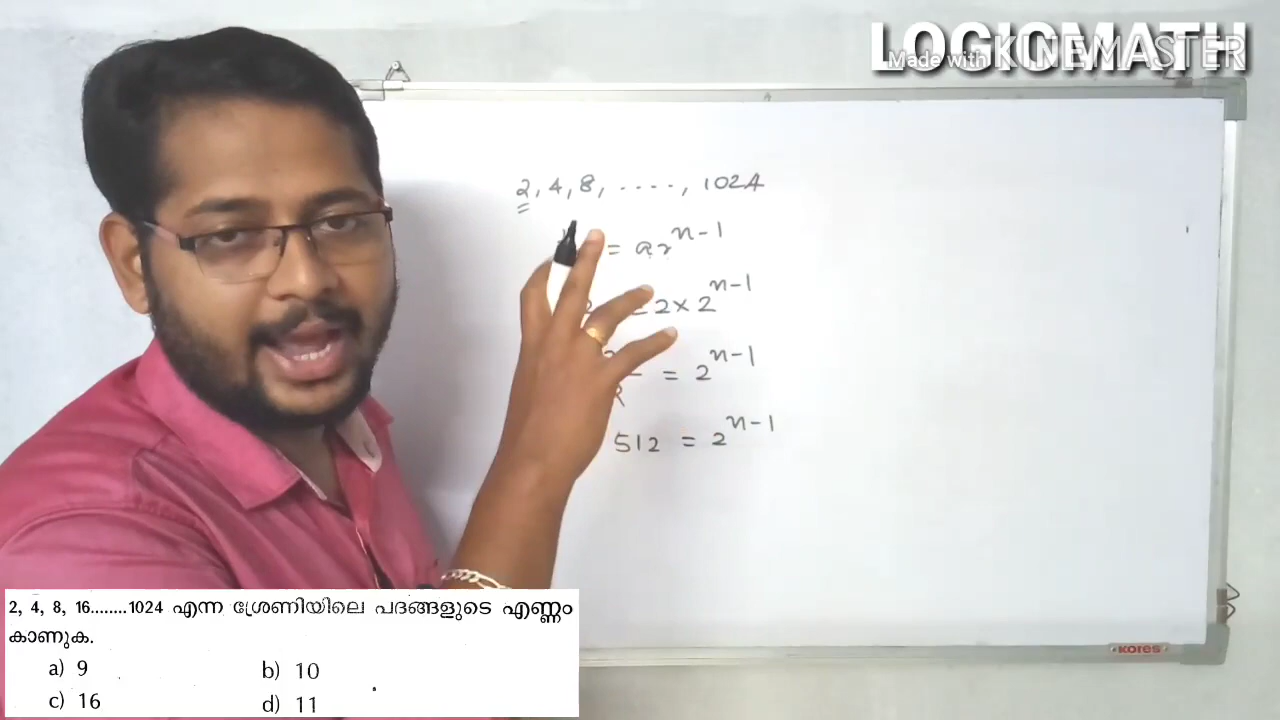 LOGICMATH
Made with KINEMASTER
2, 4, 8, ....., 1024
= ar^n-1
2 × 2^n-1
= 2^n-1
512 = 2^n-1
KORES
2, 4, 8, 16........1024 എന്ന ശ്രേണിയിലെ പദങ്ങളുടെ എണ്ണം
കാണുക.
a) 9 b) 10
c) 16 d) 11